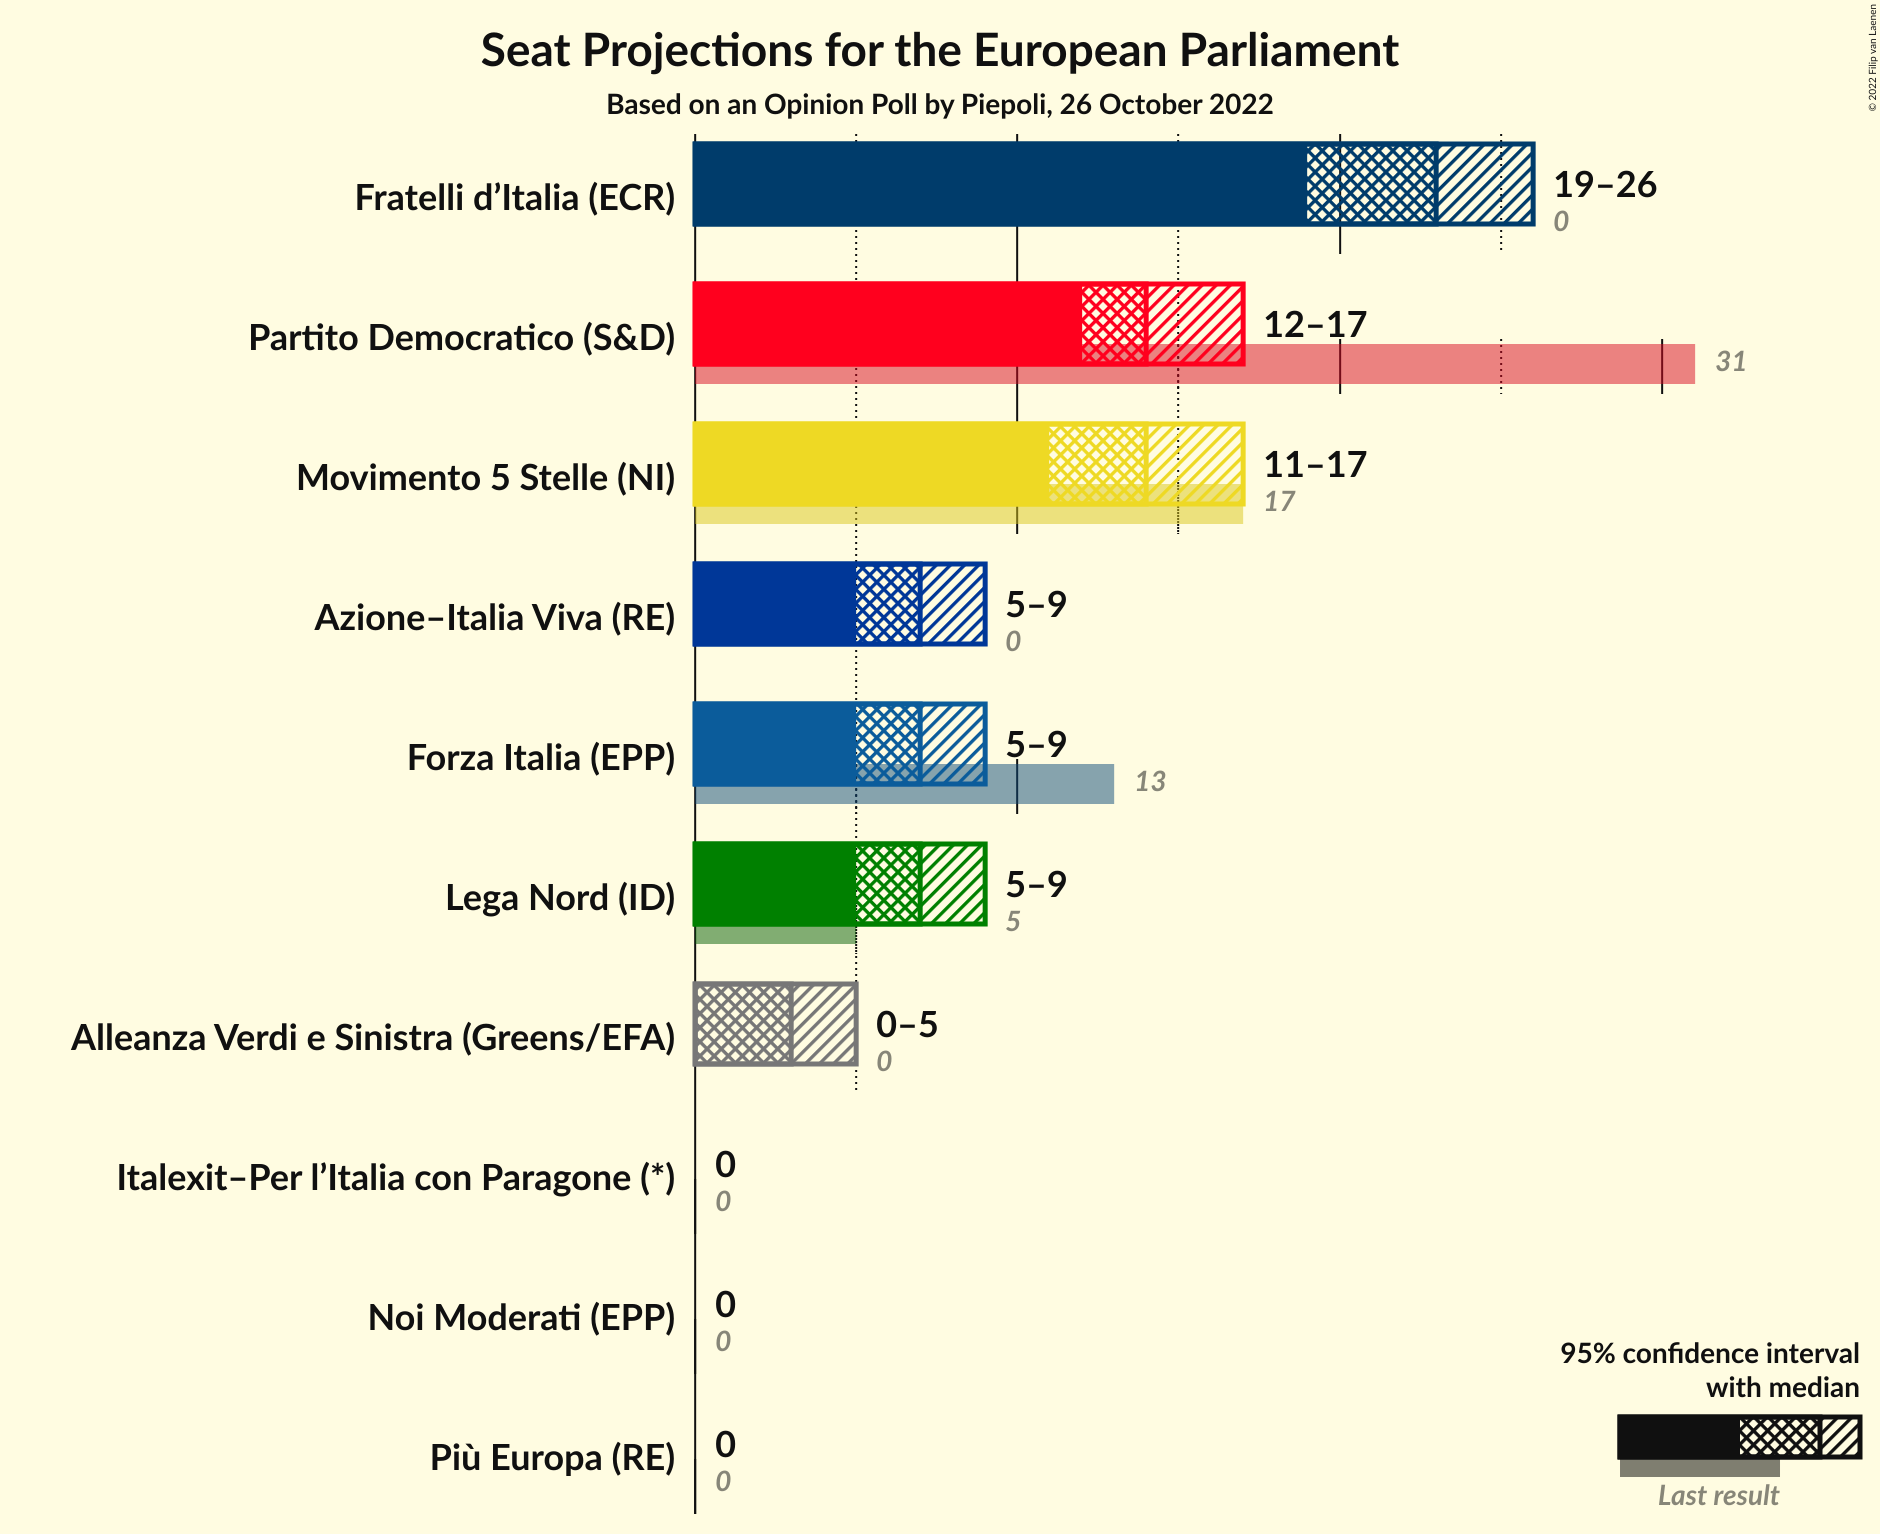 Seat Projections for the European Parliament
Based on an Opinion Poll by Piepoli, 26 October 2022
© 2022 Filip van Laenen
Fratelli d’Italia (ECR)
19–26
0
Partito Democratico (S&D)
12–17
31
Movimento 5 Stelle (NI)
11–17
17
Azione–Italia Viva (RE)
5–9
0
Forza Italia (EPP)
5–9
13
Lega Nord (ID)
5–9
5
Alleanza Verdi e Sinistra (Greens/EFA)
0–5
0
Italexit–Per l’Italia con Paragone (*)
0
0
Noi Moderati (EPP)
0
0
Più Europa (RE)
0
0
95% confidence interval
with median
Last result